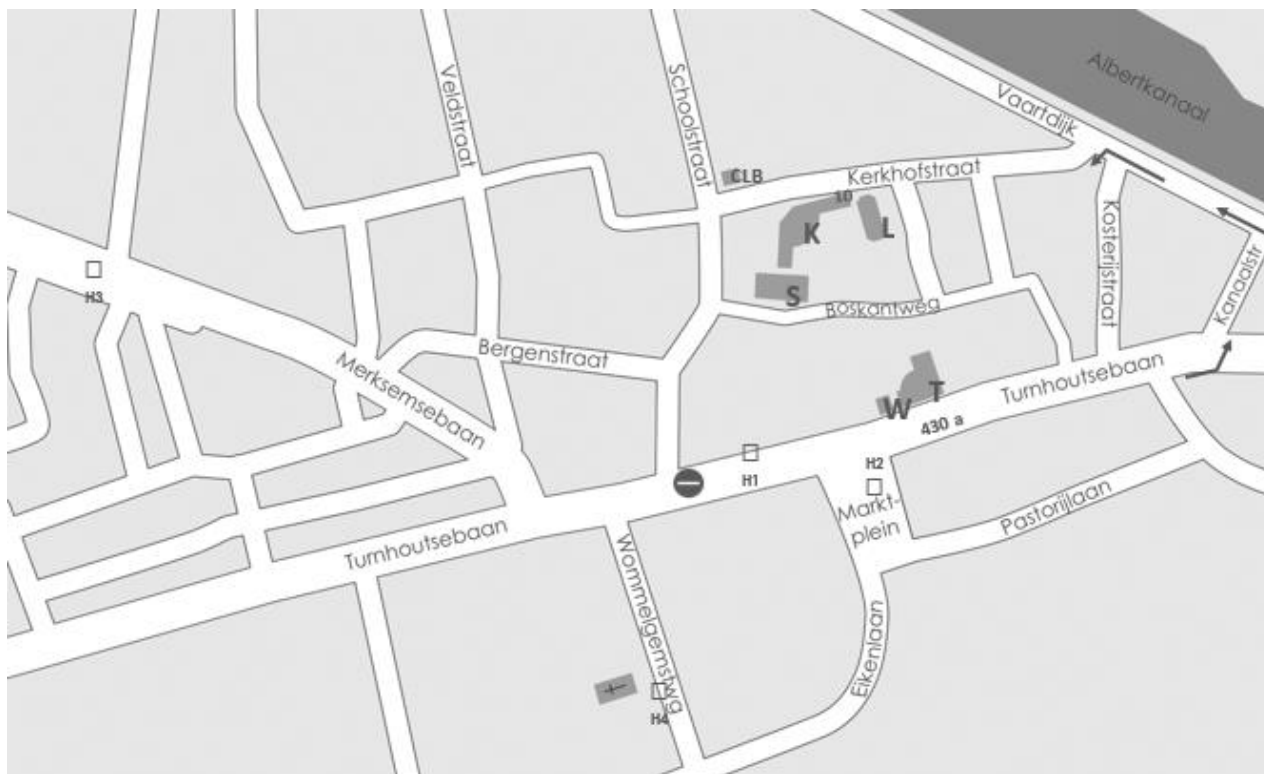 Albertkanaal
Vaartdijk
Veldstraat
Schoolstraat
CLB
Kerkhofstraat
10
K
L
Kosterijstraat
Kanaalstr
H3
S
Boskantweg
Bergenstraat
Merksemsebaan
Turnhoutsebaan
W
T
430 a
H1
H2
Markt-
plein
Pastorijlaan
Turnhoutsebaan
Wommelgemstwg
Eikenlaan
H4